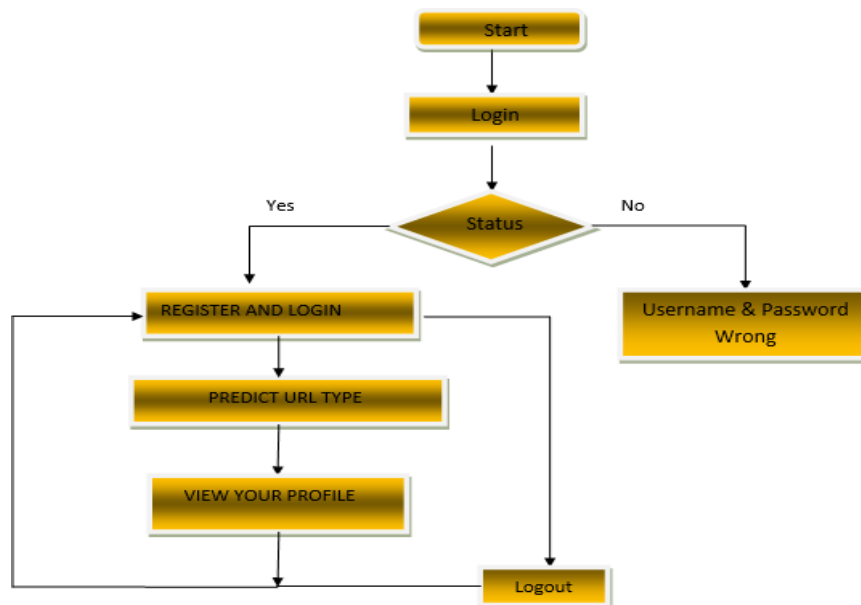 Start
Login
Yes
No
Status
REGISTER AND LOGIN
Username & Password
Wrong
PREDICT URL TYPE
VIEW YOUR PROFILE
Logout